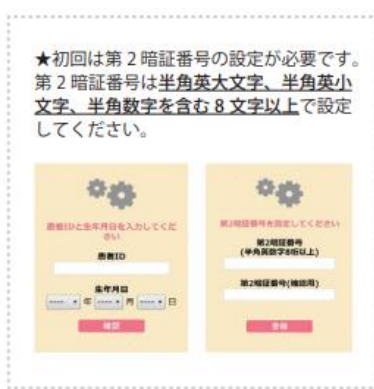 ★初回は第2暗証番号の設定が必要です。
第2暗証番号は半角英大文字、半角英小
文字、半角数字を含む8文字以上で設定
してください。
患者IDと生年月日を入力してくだ
さい
患者ID
生年月日
---- 年 ---- 月 ---- 日
確認
第2暗証番号を設定してください
第2暗証番号
(半角英数字8桁以上)
第2暗証番号(確認用)
登録